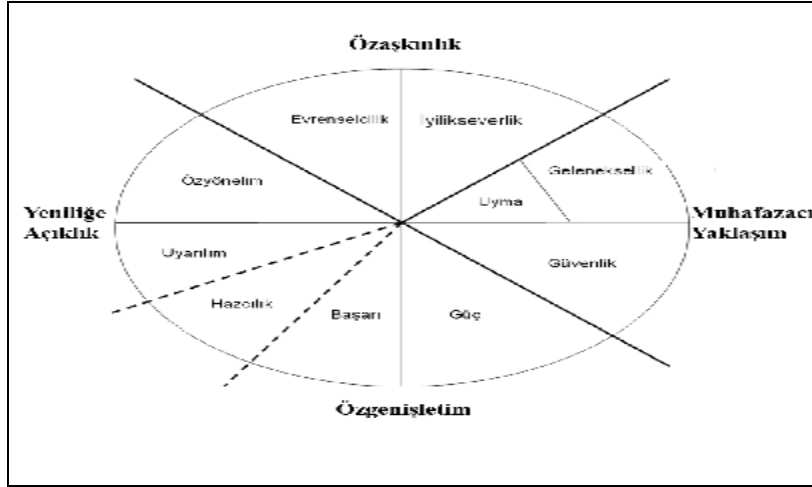 Özaşkınlık
Evrenselcilik
İyilikseverlik
Özyönelim
Geleneksellik
Uyma
Yeniliğe
Açıklık
Muhafazacı
Yaklaşım
Uyarılım
Güvenlik
Hazcılık
Başarı
Güç
Özgenişletim